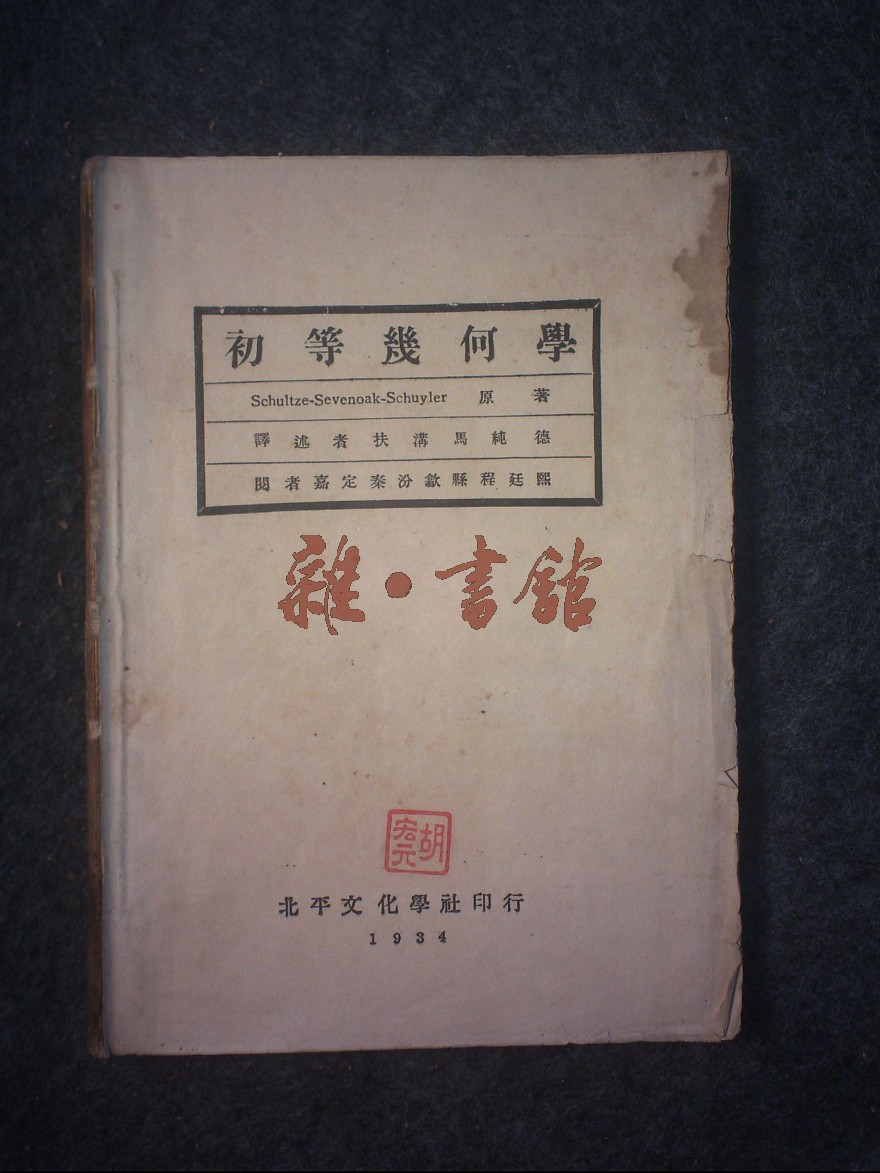 初等幾何學
Schultze-Sevenoak-Schuyler 原著
譯述者扶溝馬純德
閱者嘉定秦汾歙縣程廷熙
雜·書館
胡宏元
北平文化學社印行
1934